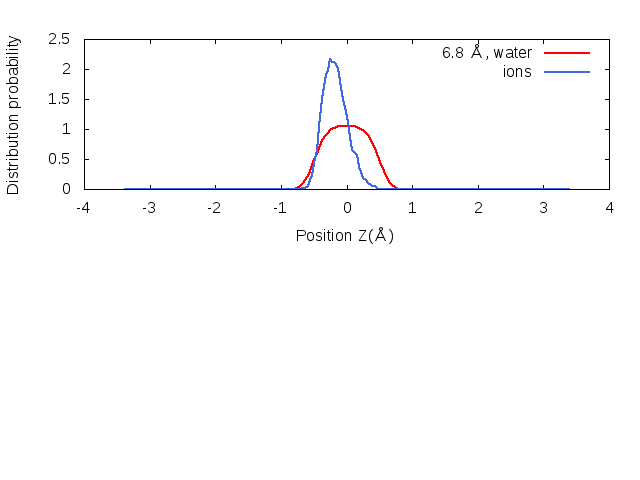 Distribution probability
2.5
2
1.5
1
0.5
0
6.8 Å, water
ions
-4 -3 -2 -1 0 1 2 3 4
Position Z(Å)